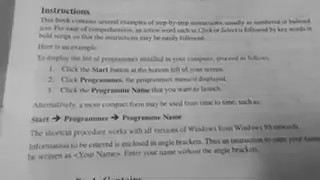 Instructions
This book contains several examples of step-by-step instructions, usually as numbered or bulleted
text. For ease of comprehension, an action word such as Click or Select is followed by key words in
bold script so that the instructions may be easily followed.
Here is an example:
To display the list of programmes installed in your computer, proceed as follows:
1. Click the Start button at the bottom left of your screen.
2. Click Programmes, the programmes menu is displayed.
3. Click the Programme Name that you want to launch.
Alternatively, a more compact form may be used from time to time, such as:
Start → Programmes → Programme Name
The shortcut procedure works with all versions of Windows from Windows 95 onwards.
Information to be entered is enclosed in angle brackets. Thus an instruction to enter your name
be written as <Your Name>. Enter your name without the angle brackets.